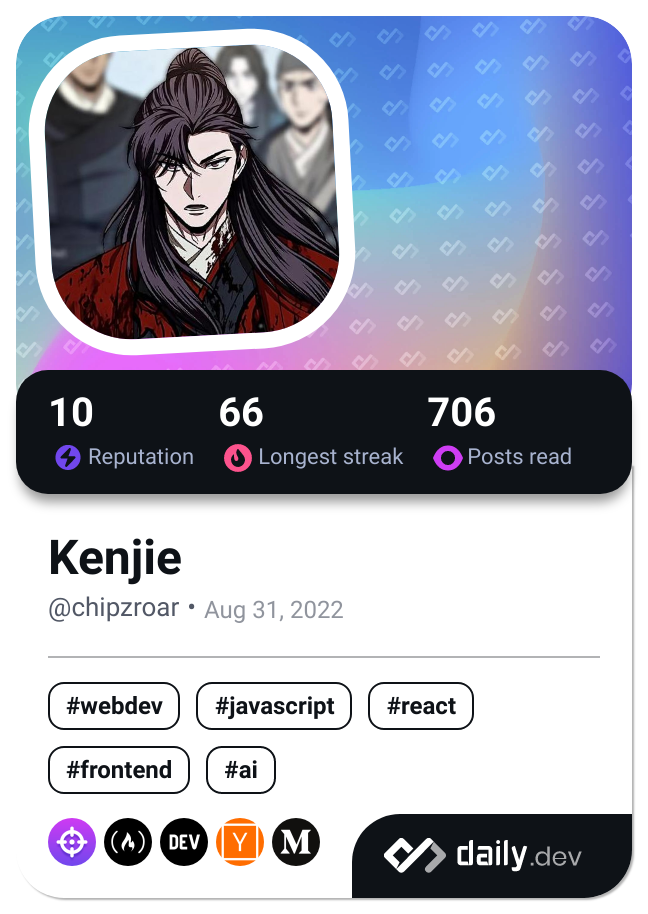 10 66 706
Reputation Longest streak Posts read
Kenjie
@chipzroar • Aug 31, 2022
#webdev #javascript #react
#frontend #ai
DEV Y M
daily.dev